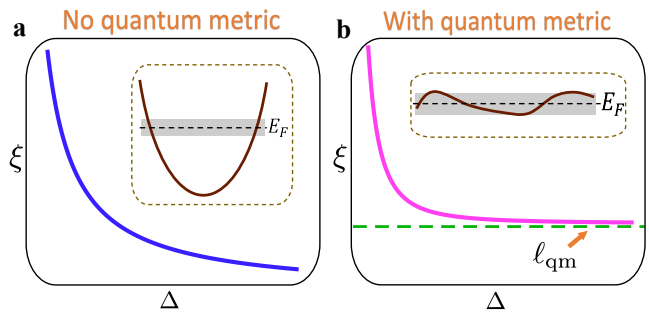 a
No quantum metric
E_F
ξ
Δ
b
With quantum metric
E_F
ξ
ℓ_qm
Δ